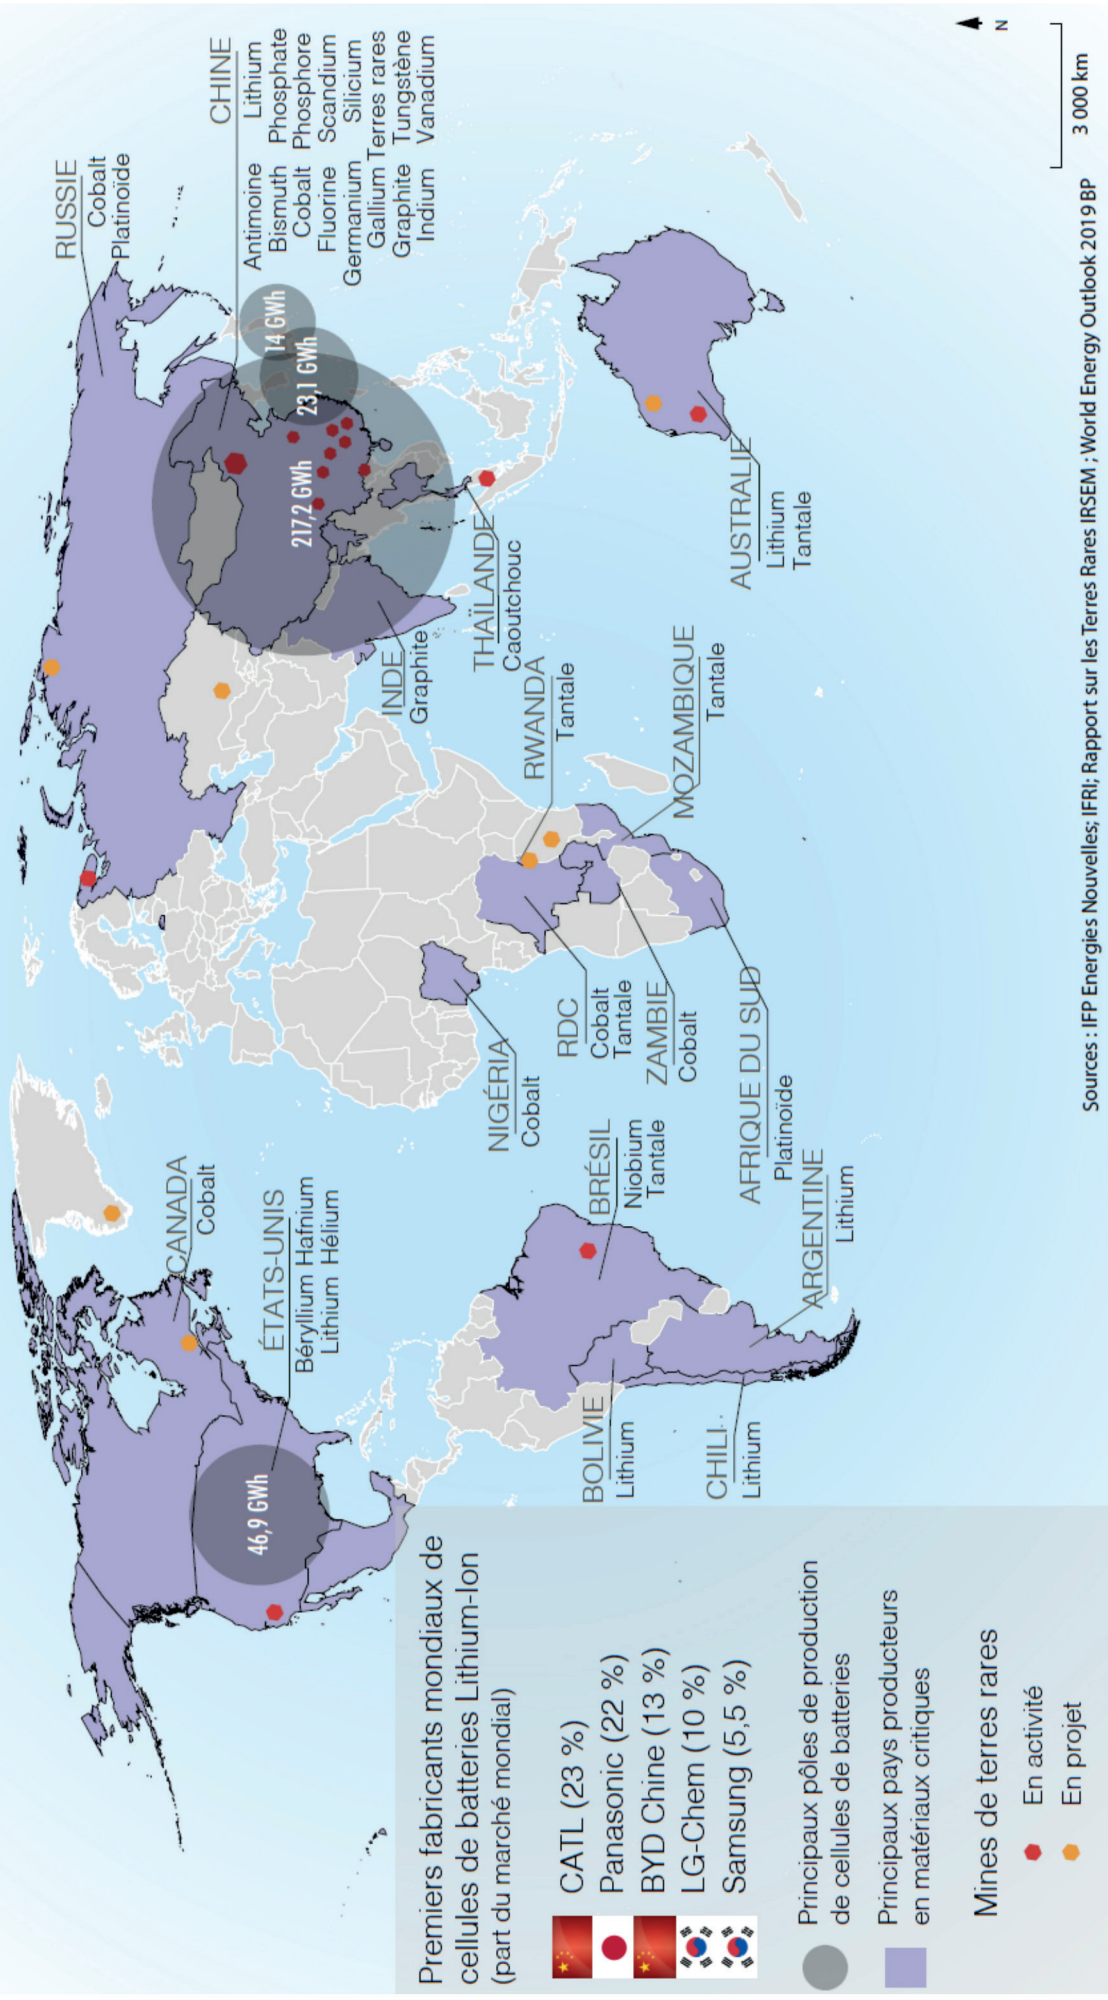 RUSSIE
Cobalt
Platinoïde
CHINE
Antimoine Lithium
Bismuth Phosphate
Cobalt Phosphore
Fluorine Scandium
Germanium Silicium
Gallium Terres rares
Graphite Tungstène
Indium Vanadium
CANADA
Cobalt
ÉTATS-UNIS
Béryllium Hafnium
Lithium Hélium
46,9 GWh
217,2 GWh
23,1 GWh
14 GWh
INDE
Graphite
THAÏLANDE
Caoutchouc
RWANDA
Tantale
NIGÉRIA
Cobalt
RDC
Cobalt
Tantale
ZAMBIE
Cobalt
MOZAMBIQUE
Tantale
AUSTRALIE
Lithium
Tantale
BRÉSIL
Niobium
Tantale
BOLIVIE
Lithium
CHILI
Lithium
AFRIQUE DU SUD
Platinoïde
ARGENTINE
Lithium
Premiers fabricants mondiaux de
cellules de batteries Lithium-Ion
(part du marché mondial)
CATL (23 %)
Panasonic (22 %)
BYD Chine (13 %)
LG-Chem (10 %)
Samsung (5,5 %)
Principaux pôles de production
de cellules de batteries
Principaux pays producteurs
en matériaux critiques
Mines de terres rares
En activité
En projet
N
3 000 km
Sources : IFP Energies Nouvelles; IFRI; Rapport sur les Terres Rares IRSEM ; World Energy Outlook 2019 BP